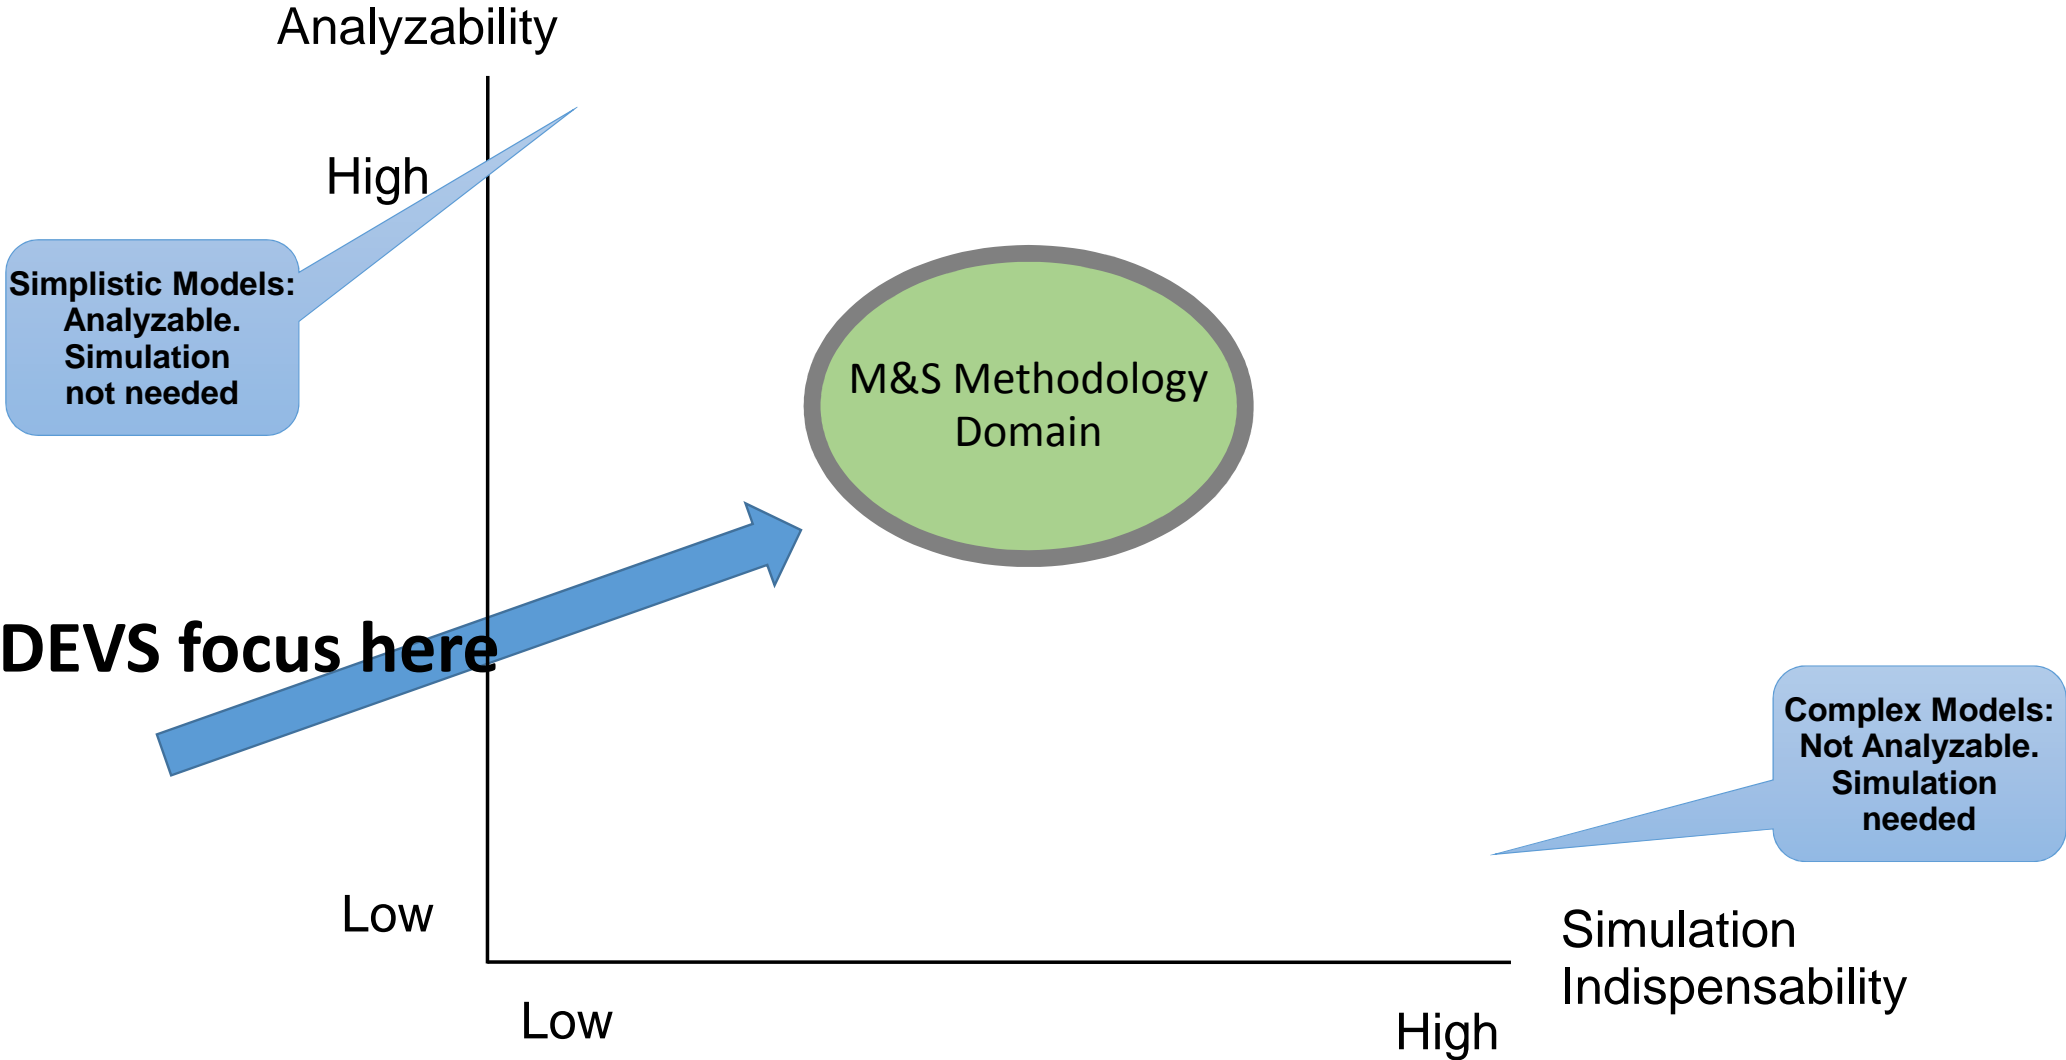 Analyzability
High
Simplistic Models:
Analyzable.
Simulation
not needed
M&S Methodology
Domain
DEVS focus here
Complex Models:
Not Analyzable.
Simulation
needed
Low
Simulation
Indispensability
Low
High